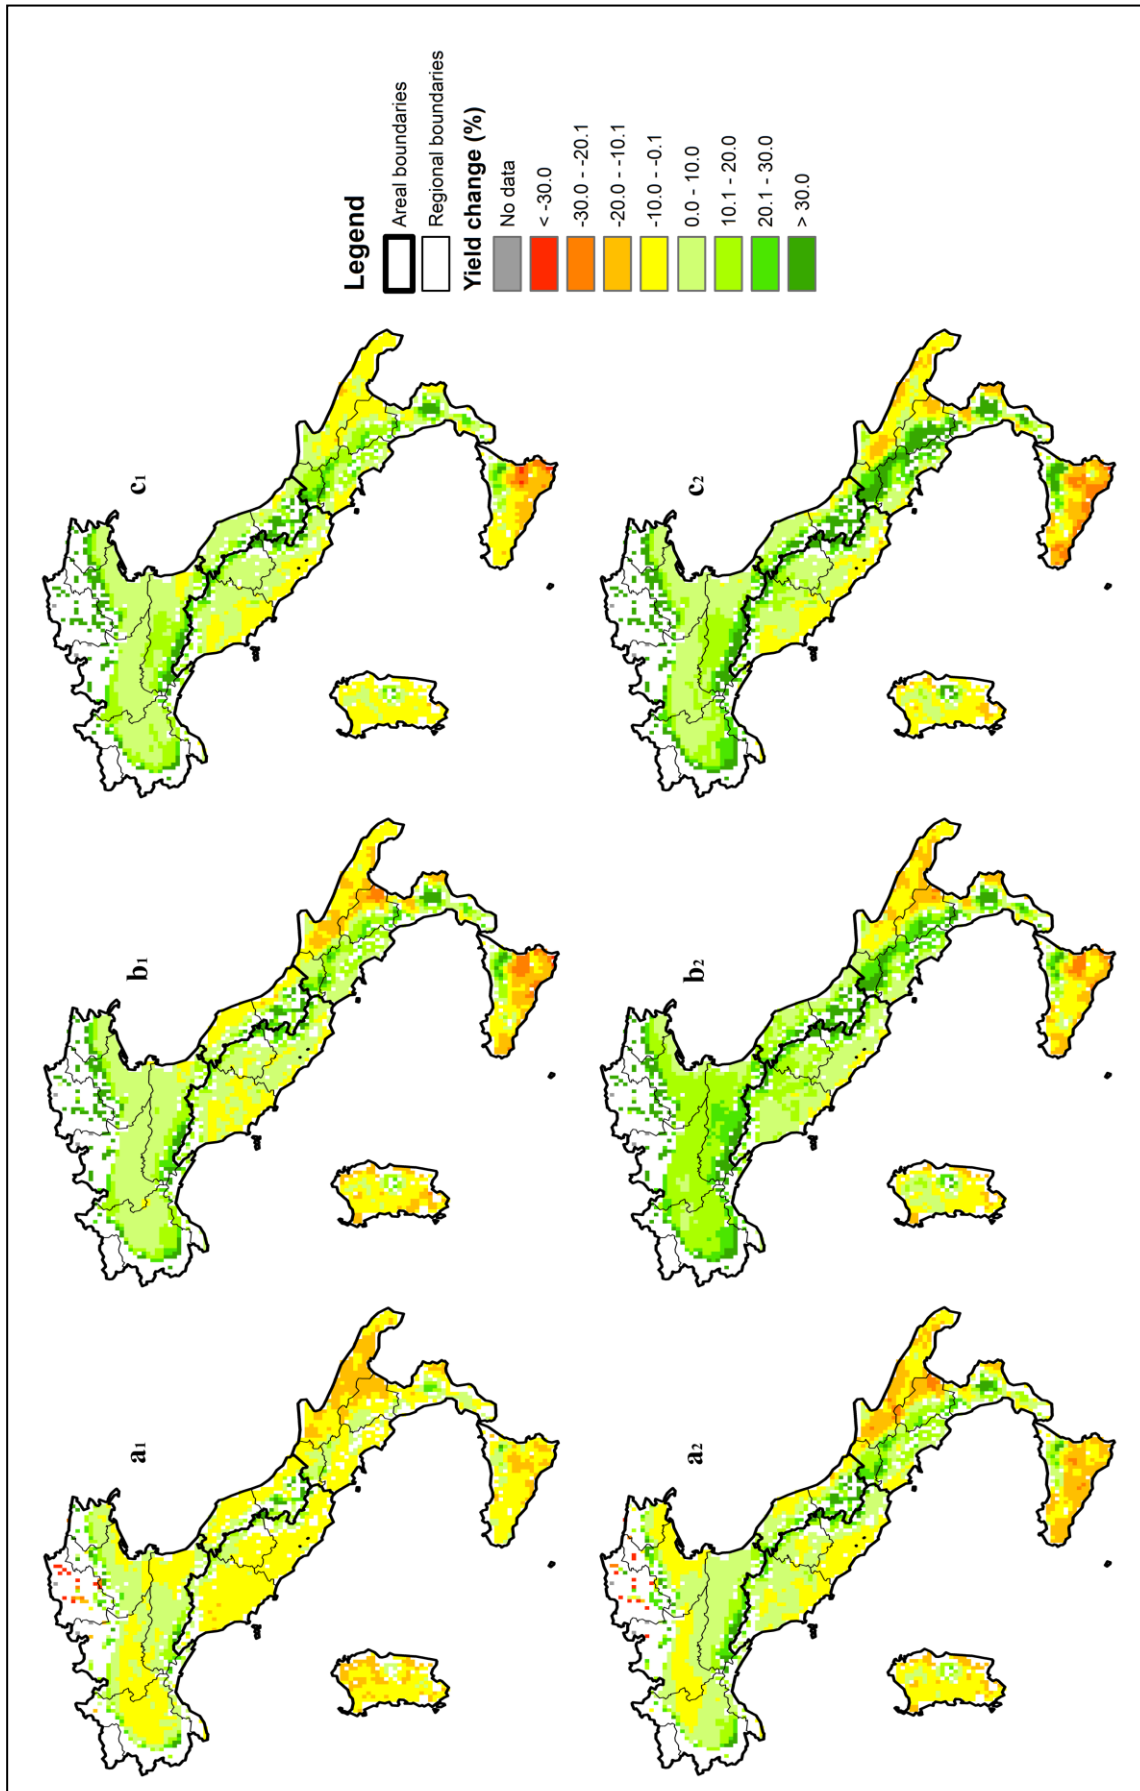 a1
b1
c1
a2
b2
c2
Legend
Areal boundaries
Regional boundaries
Yield change (%)
No data
< -30.0
-30.0 - -20.1
-20.0 - -10.1
-10.0 - -0.1
0.0 - 10.0
10.1 - 20.0
20.1 - 30.0
> 30.0